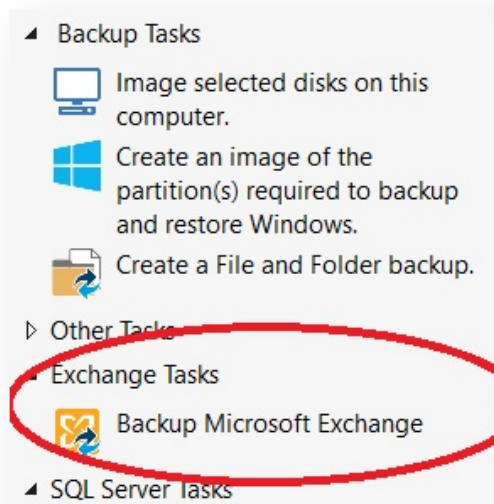 Backup Tasks
Image selected disks on this
computer.
Create an image of the
partition(s) required to backup
and restore Windows.
Create a File and Folder backup.
Other Tasks
Exchange Tasks
Backup Microsoft Exchange
SQL Server Tasks